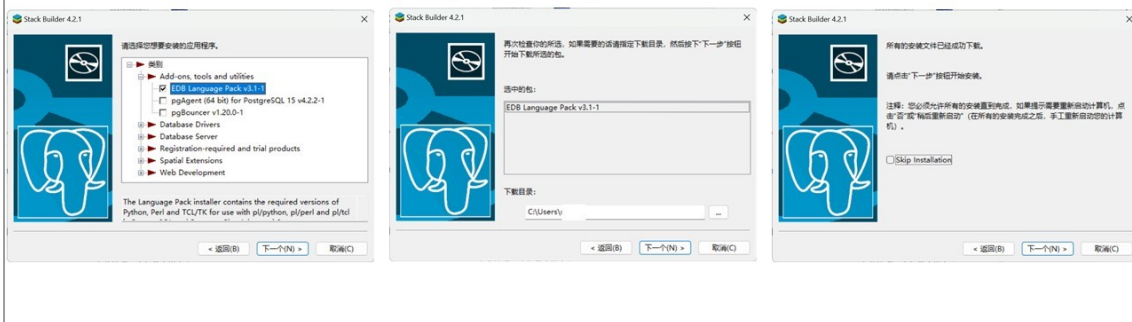 Stack Builder 4.2.1
请选择您想要安装的应用程序。
类别
Add-ons, tools and utilities
EDB Language Pack v3.1-1
pgAgent (64 bit) for PostgreSQL 15 v4.2.2-1
pgBouncer v1.20.0-1
Database Drivers
Database Server
Registration-required and trial products
Spatial Extensions
Web Development
The Language Pack installer contains the required versions of
Python, Perl and TCL/TK for use with pl/python, pl/perl and pl/tcl
< 返回(B)
下一个(N) >
取消(C)
Stack Builder 4.2.1
再次检查你的所选，如果需要的话请指定下载目录，然后按下"下一步"按钮
开始下载所选的包。
选中的包:
EDB Language Pack v3.1-1
下载目录:
C:\Users\
...
< 返回(B)
下一个(N) >
取消(C)
Stack Builder 4.2.1
所有的安装文件已经成功下载。
请点击"下一步"按钮开始安装。
注释：您必须允许所有的安装直到完成，如果提示需要重新启动计算机，点
击"否"或"稍后重新启动"（在所有的安装完成之后，手工重新启动您的计算
机）。
Skip Installation
< 返回(B)
下一个(N) >
取消(C)